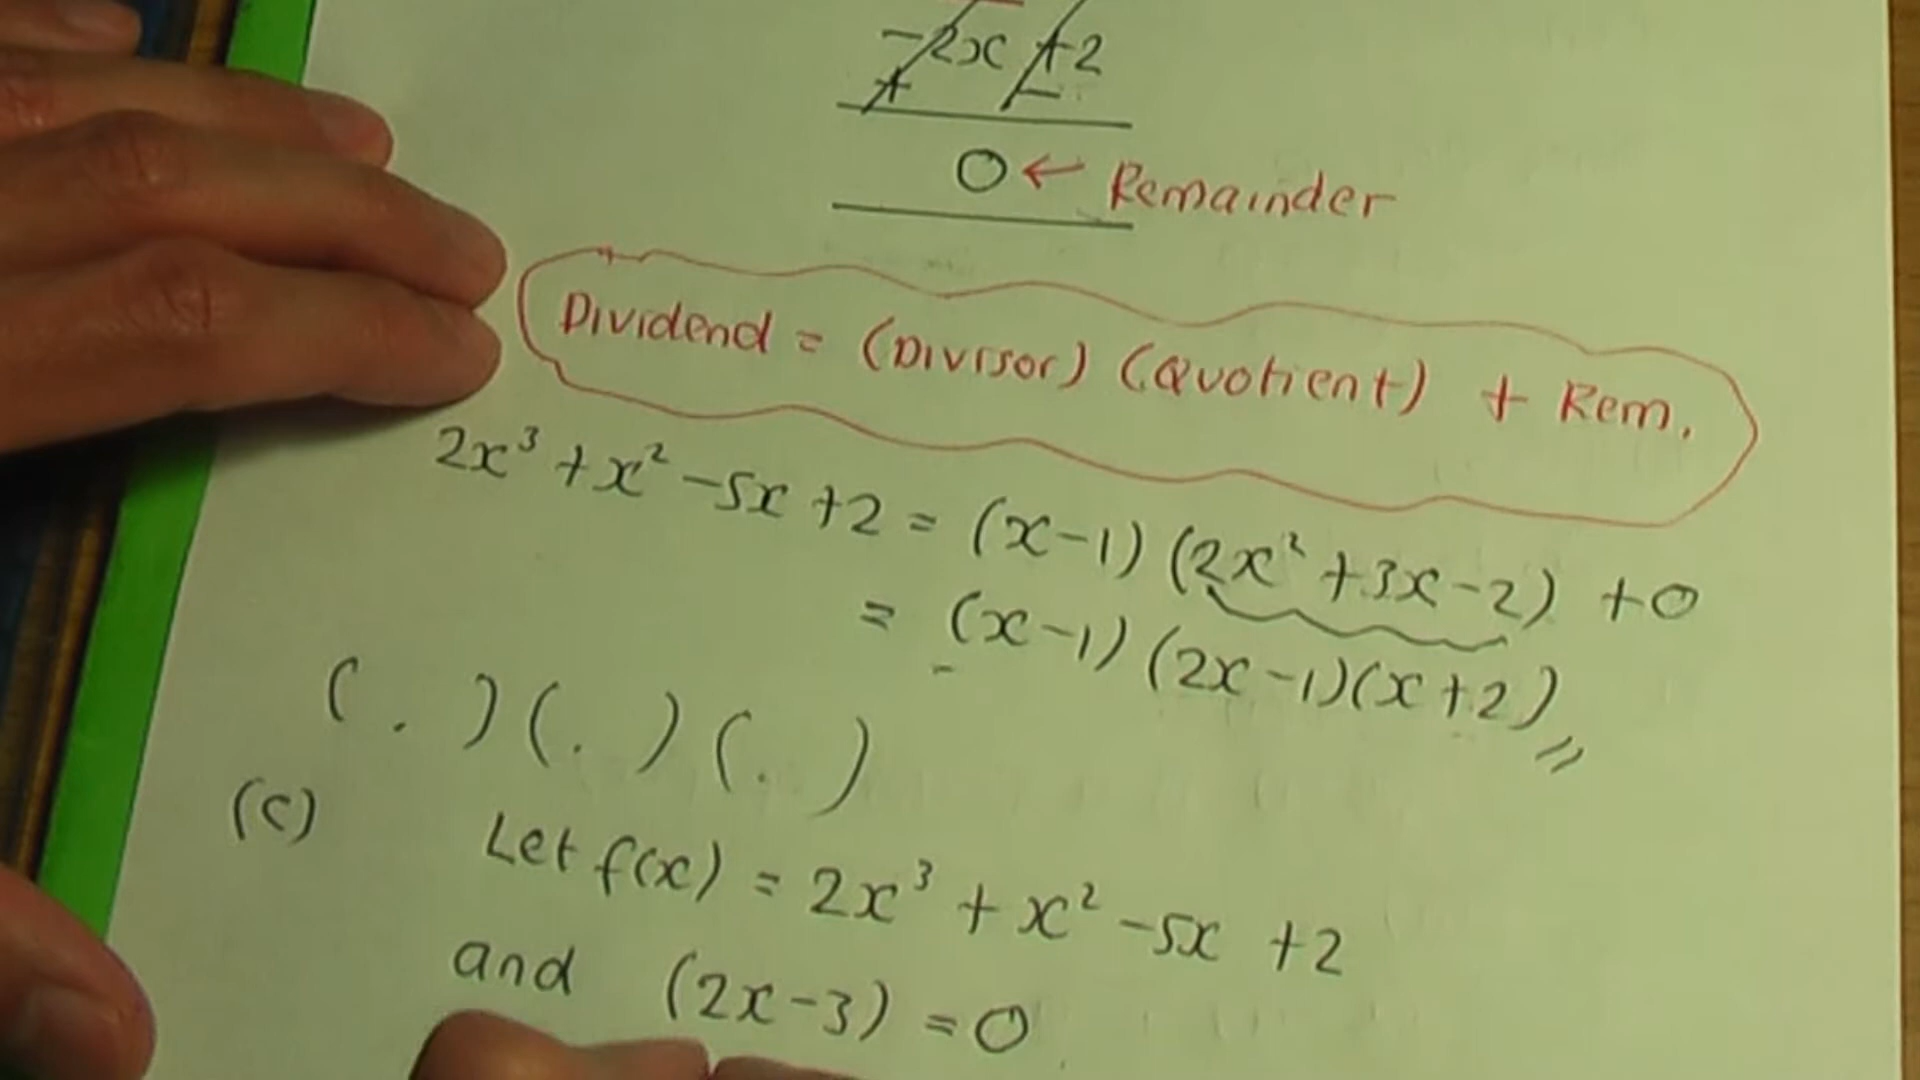 -2x +2
+ -
0 ← Remainder
Dividend = (Divisor) (Quotient) + Rem.
2x³ + x² - 5x + 2 = (x-1) (2x² + 3x - 2) + 0
= (x-1) (2x-1)(x+2)
( . ) ( . ) ( . )
(c) Let f(x) = 2x³ + x² - 5x + 2
and (2x-3) = 0